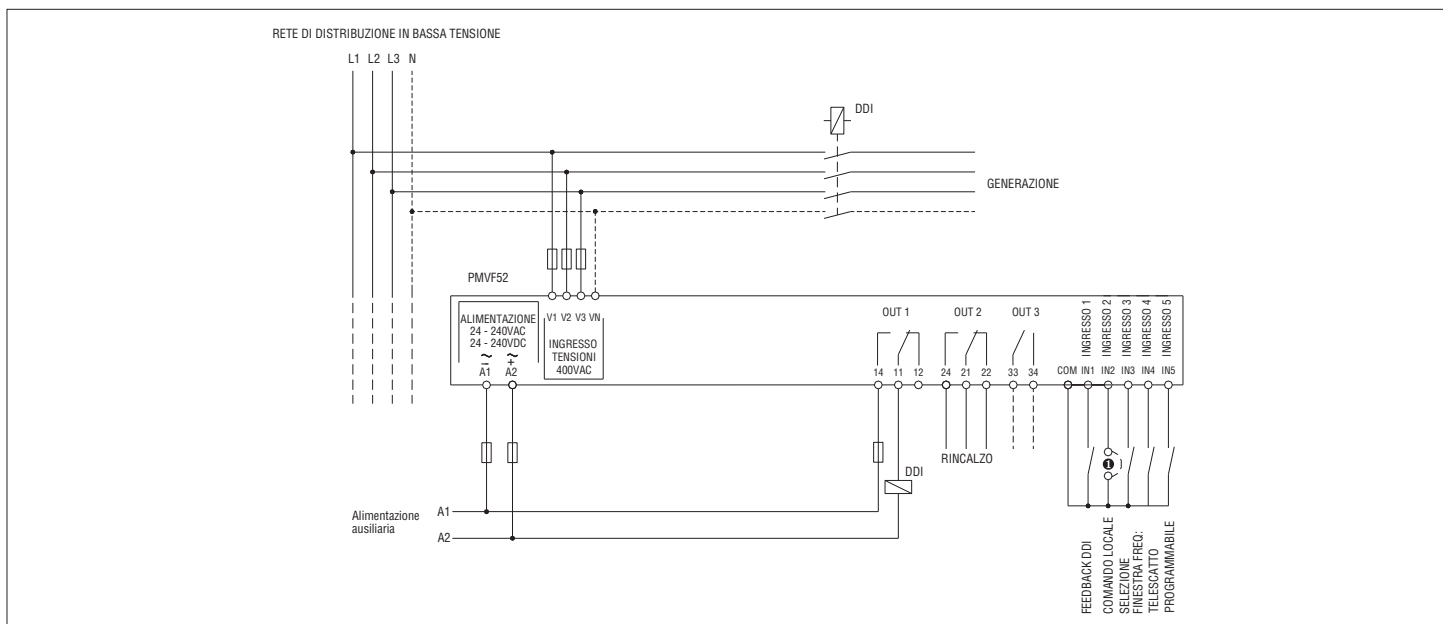 RETE DI DISTRIBUZIONE IN BASSA TENSIONE
L1 L2 L3 N
DDI
GENERAZIONE
PMVF52
ALIMENTAZIONE
24 - 240VAC
24 - 240VDC
~ ~
– +
A1 A2
V1 V2 V3 VN
INGRESSO
TENSIONI
400VAC
OUT 1
OUT 2
OUT 3
INGRESSO 1
INGRESSO 2
INGRESSO 3
INGRESSO 4
INGRESSO 5
14 11 12 24 21 22 33 34 COM IN1 IN2 IN3 IN4 IN5
RINCALZO
1
DDI
Alimentazione
ausiliaria
A1
A2
FEEDBACK DDI
COMANDO LOCALE
SELEZIONE
FINESTRA FREQ:
TELESCATTO
PROGRAMMABILE